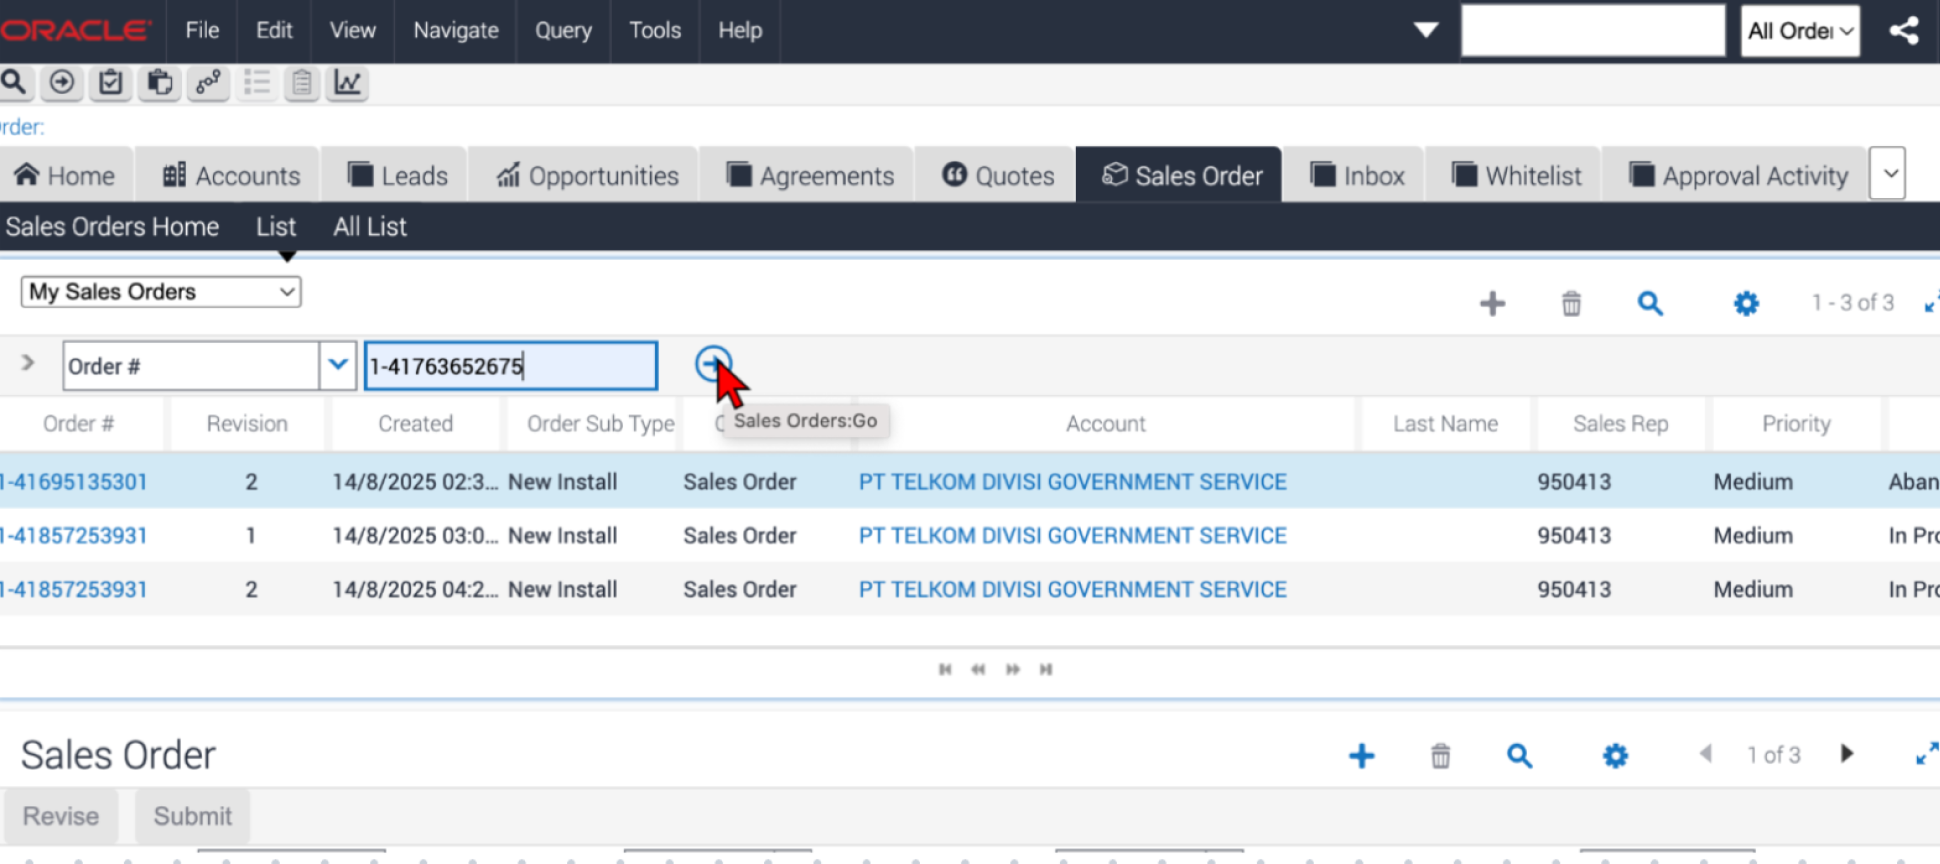 ORACLE File Edit View Navigate Query Tools Help All Order
rder:
Home Accounts Leads Opportunities Agreements Quotes Sales Order Inbox Whitelist Approval Activity
Sales Orders Home List All List
My Sales Orders 1 - 3 of 3
Order # 1-41763652675
Sales Orders:Go
Order # Revision Created Order Sub Type Account Last Name Sales Rep Priority
1-41695135301 2 14/8/2025 02:3... New Install Sales Order PT TELKOM DIVISI GOVERNMENT SERVICE 950413 Medium Aban
1-41857253931 1 14/8/2025 03:0... New Install Sales Order PT TELKOM DIVISI GOVERNMENT SERVICE 950413 Medium In Pro
1-41857253931 2 14/8/2025 04:2... New Install Sales Order PT TELKOM DIVISI GOVERNMENT SERVICE 950413 Medium In Pro
Sales Order 1 of 3
Revise Submit